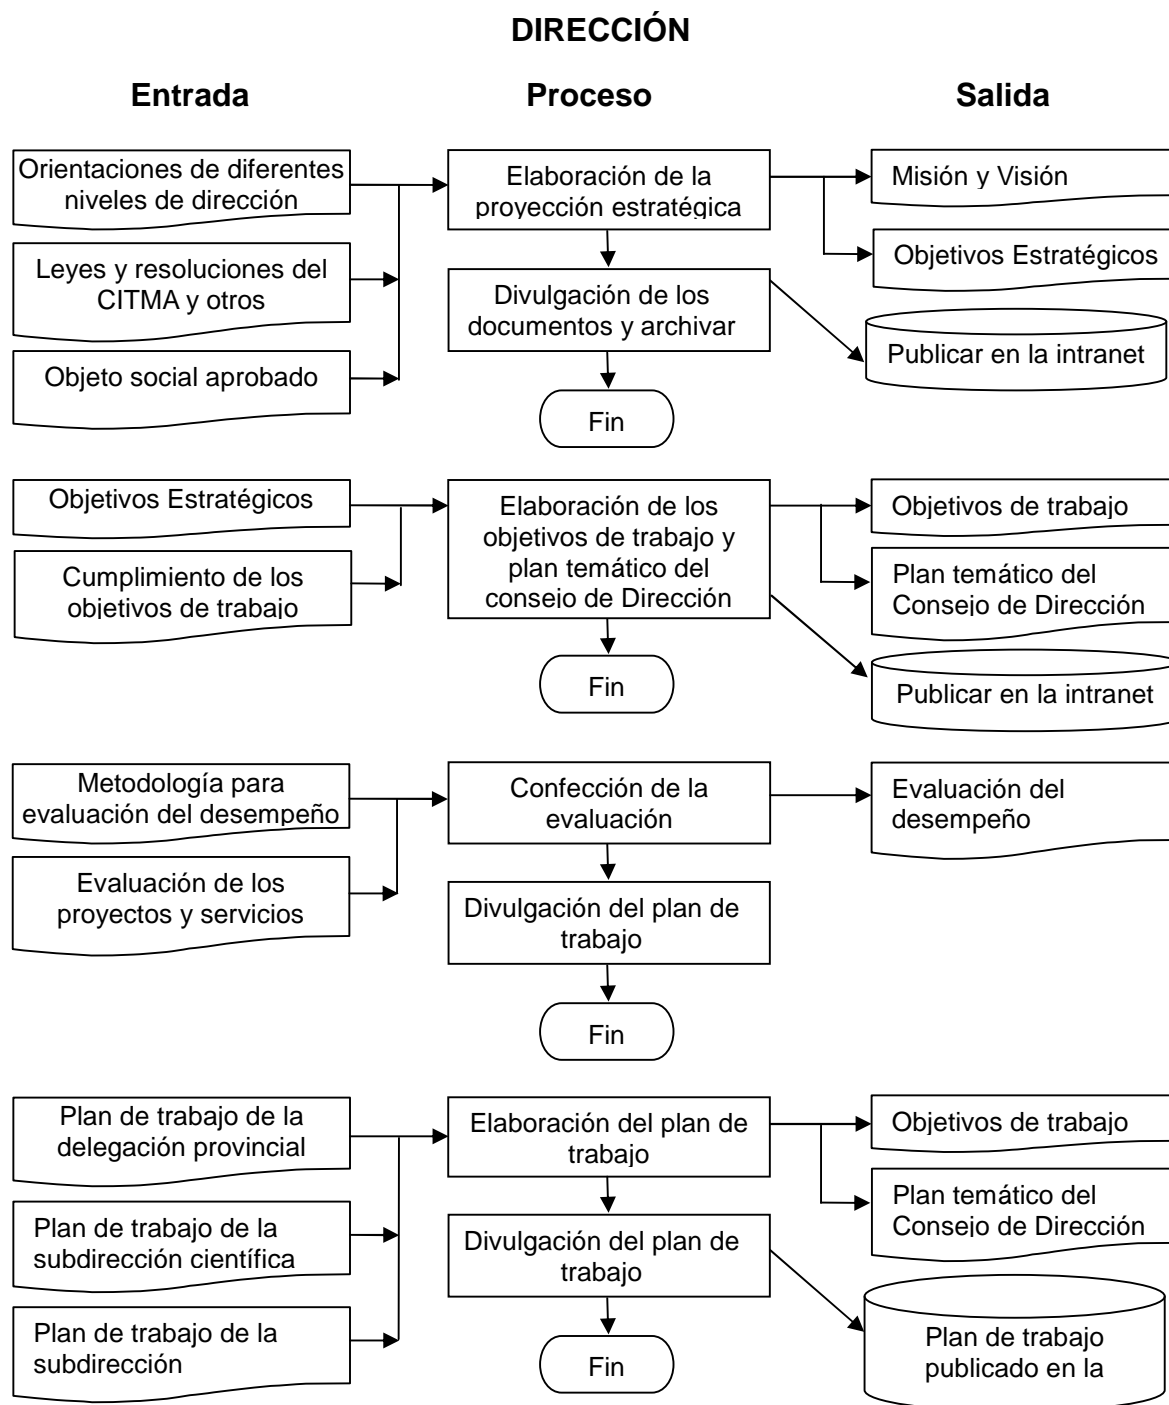 DIRECCIÓN
Entrada
Proceso
Salida
Orientaciones de diferentes
niveles de dirección
Elaboración de la
proyección estratégica
Misión y Visión
Leyes y resoluciones del
CITMA y otros
Objetivos Estratégicos
Divulgación de los
documentos y archivar
Objeto social aprobado
Publicar en la intranet
Fin
Objetivos Estratégicos
Elaboración de los
objetivos de trabajo y
plan temático del
consejo de Dirección
Objetivos de trabajo
Cumplimiento de los
objetivos de trabajo
Plan temático del
Consejo de Dirección
Fin
Publicar en la intranet
Metodología para
evaluación del desempeño
Confección de la
evaluación
Evaluación del
desempeño
Evaluación de los
proyectos y servicios
Divulgación del plan de
trabajo
Fin
Plan de trabajo de la
delegación provincial
Elaboración del plan de
trabajo
Objetivos de trabajo
Plan de trabajo de la
subdirección científica
Plan temático del
Consejo de Dirección
Divulgación del plan de
trabajo
Plan de trabajo de la
subdirección
Fin
Plan de trabajo
publicado en la